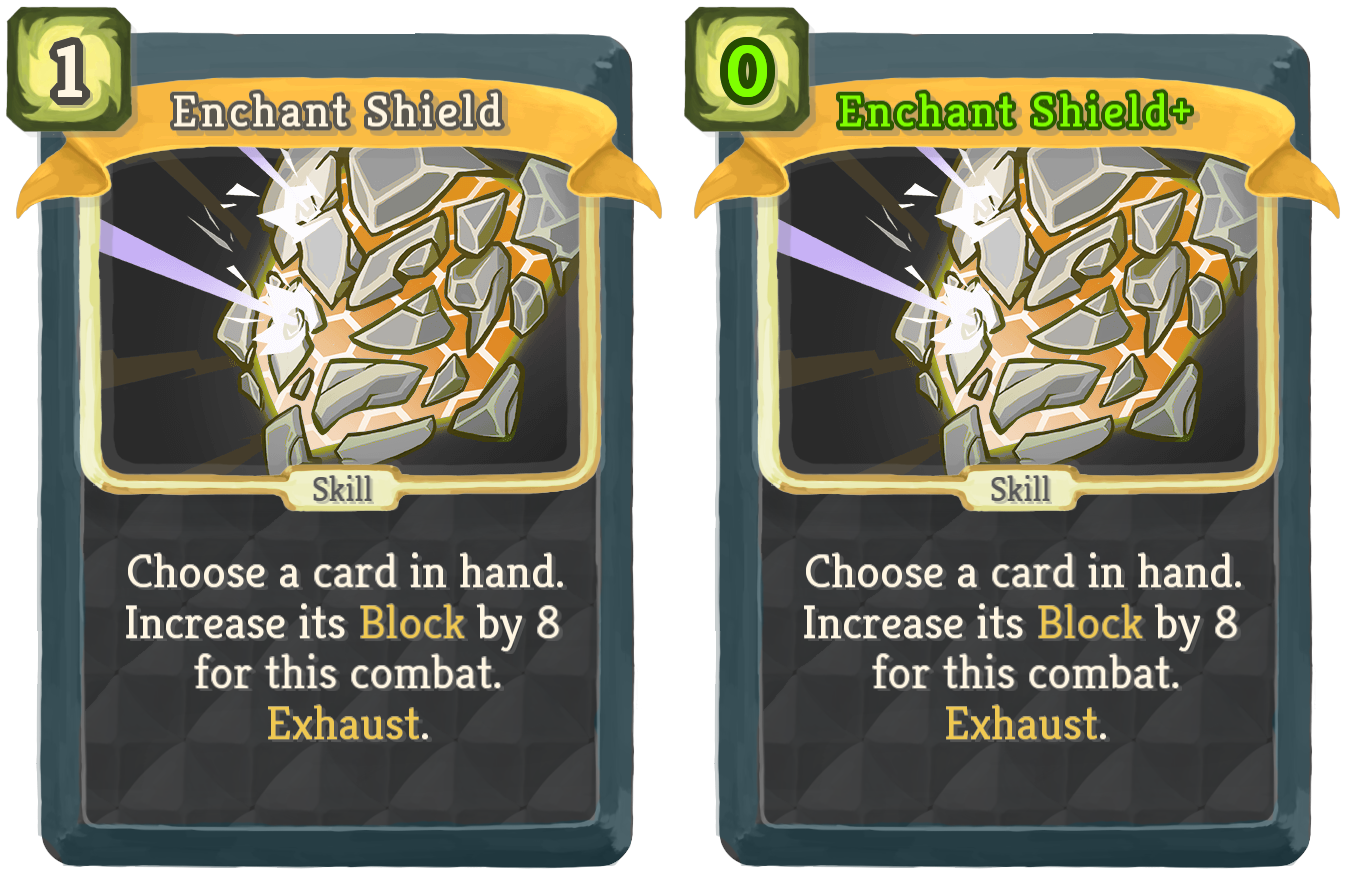 1
Enchant Shield
Skill
Choose a card in hand.
Increase its Block by 8
for this combat.
Exhaust.
0
Enchant Shield+
Skill
Choose a card in hand.
Increase its Block by 8
for this combat.
Exhaust.